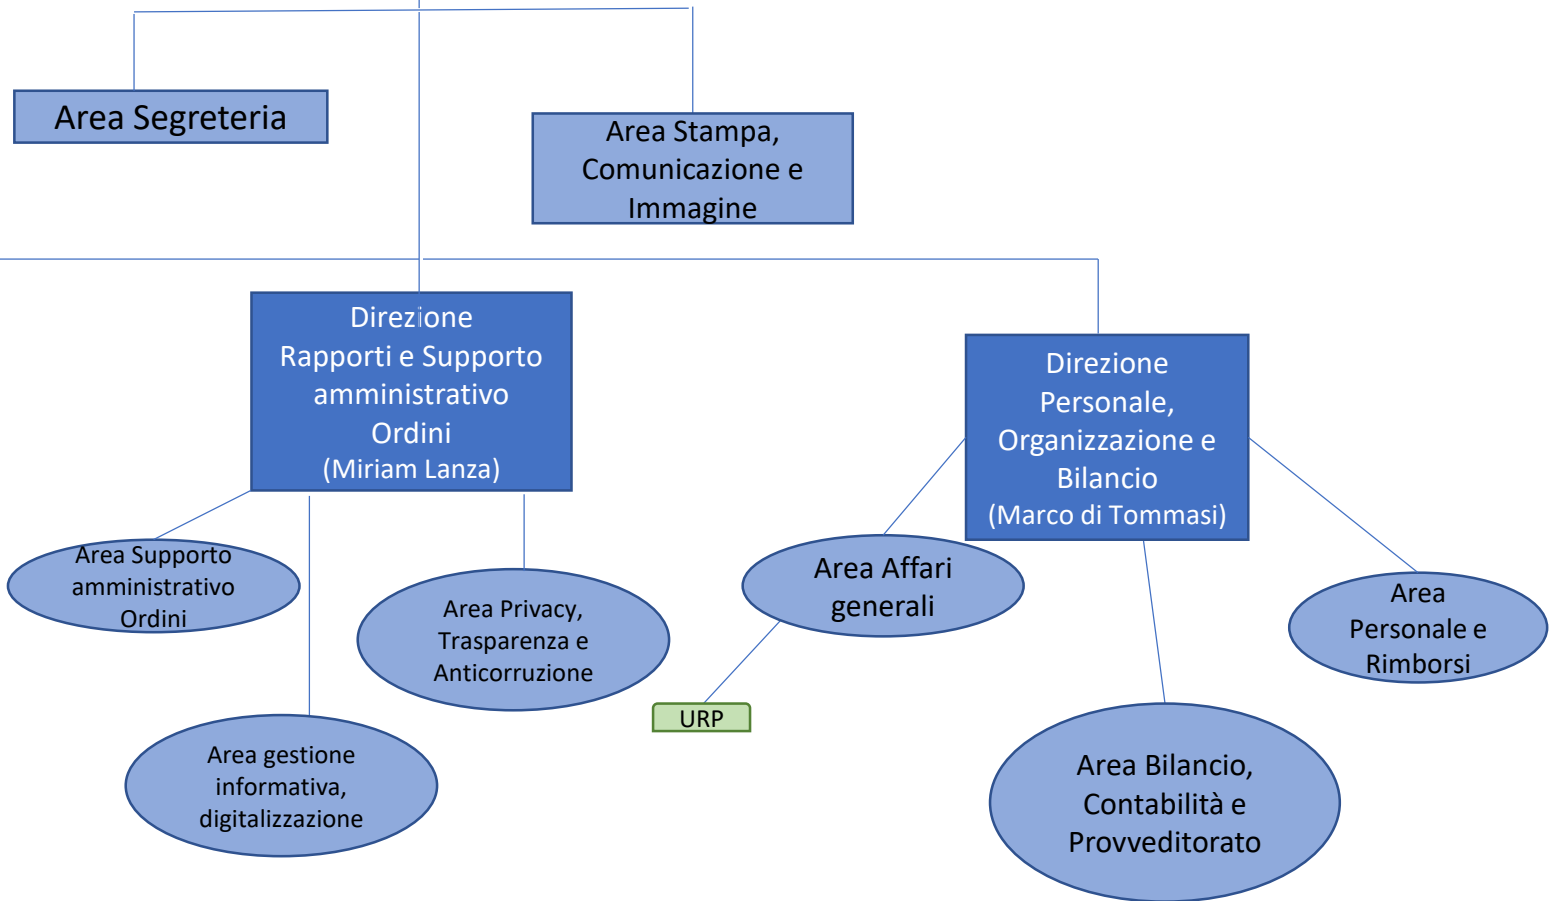 Area Segreteria
Area Stampa,
Comunicazione e
Immagine
Direzione
Rapporti e Supporto
amministrativo
Ordini
(Miriam Lanza)
Direzione
Personale,
Organizzazione e
Bilancio
(Marco di Tommasi)
Area Supporto
amministrativo
Ordini
Area Privacy,
Trasparenza e
Anticorruzione
Area gestione
informativa,
digitalizzazione
Area Affari
generali
URP
Area Bilancio,
Contabilità e
Provveditorato
Area
Personale e
Rimborsi